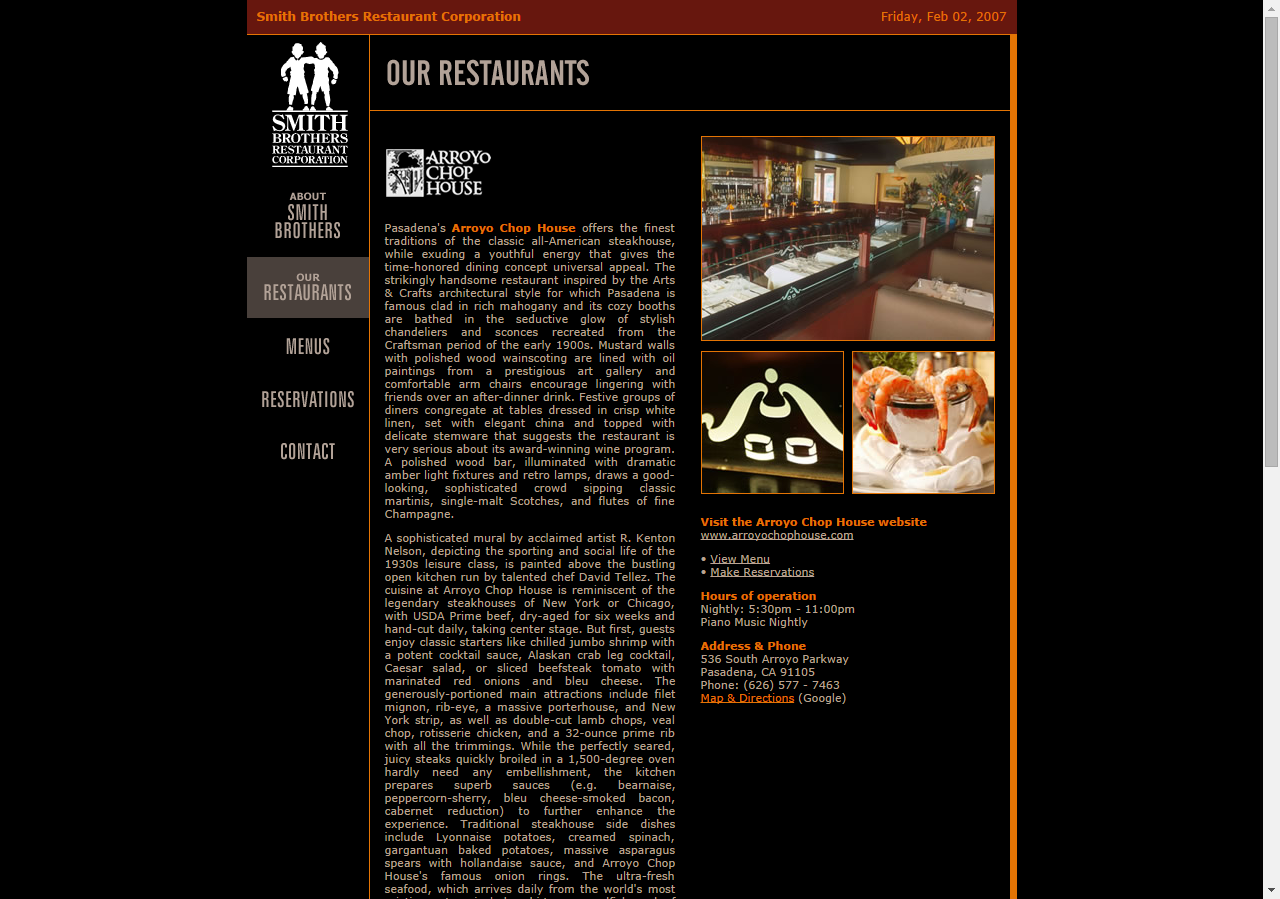 Smith Brothers Restaurant Corporation
Friday, Feb 02, 2007
SMITH
BROTHERS
RESTAURANT
CORPORATION
ABOUT
SMITH
BROTHERS
OUR
RESTAURANTS
MENUS
RESERVATIONS
CONTACT
OUR RESTAURANTS
ARROYO
CHOP
HOUSE
Pasadena's Arroyo Chop House offers the finest
traditions of the classic all-American steakhouse,
while exuding a youthful energy that gives the
time-honored dining concept universal appeal. The
strikingly handsome restaurant inspired by the Arts
& Crafts architectural style for which Pasadena is
famous clad in rich mahogany and its cozy booths
are bathed in the seductive glow of stylish
chandeliers and sconces recreated from the
Craftsman period of the early 1900s. Mustard walls
with polished wood wainscoting are lined with oil
paintings from a prestigious art gallery and
comfortable arm chairs encourage lingering with
friends over an after-dinner drink. Festive groups of
diners congregate at tables dressed in crisp white
linen, set with elegant china and topped with
delicate stemware that suggests the restaurant is
very serious about its award-winning wine program.
A polished wood bar, illuminated with dramatic
amber light fixtures and retro lamps, draws a good-
looking, sophisticated crowd sipping classic
martinis, single-malt Scotches, and flutes of fine
Champagne.
A sophisticated mural by acclaimed artist R. Kenton
Nelson, depicting the sporting and social life of the
1930s leisure class, is painted above the bustling
open kitchen run by talented chef David Tellez. The
cuisine at Arroyo Chop House is reminiscent of the
legendary steakhouses of New York or Chicago,
with USDA Prime beef, dry-aged for six weeks and
hand-cut daily, taking center stage. But first, guests
enjoy classic starters like chilled jumbo shrimp with
a potent cocktail sauce, Alaskan crab leg cocktail,
Caesar salad, or sliced beefsteak tomato with
marinated red onions and bleu cheese. The
generously-portioned main attractions include filet
mignon, rib-eye, a massive porterhouse, and New
York strip, as well as double-cut lamb chops, veal
chop, rotisserie chicken, and a 32-ounce prime rib
with all the trimmings. While the perfectly seared,
juicy steaks quickly broiled in a 1,500-degree oven
hardly need any embellishment, the kitchen
prepares superb sauces (e.g. bearnaise,
peppercorn-sherry, bleu cheese-smoked bacon,
cabernet reduction) to further enhance the
experience. Traditional steakhouse side dishes
include Lyonnaise potatoes, creamed spinach,
gargantuan baked potatoes, massive asparagus
spears with hollandaise sauce, and Arroyo Chop
House's famous onion rings. The ultra-fresh
seafood, which arrives daily from the world's most
Visit the Arroyo Chop House website
www.arroyochophouse.com
• View Menu
• Make Reservations
Hours of operation
Nightly: 5:30pm - 11:00pm
Piano Music Nightly
Address & Phone
536 South Arroyo Parkway
Pasadena, CA 91105
Phone: (626) 577 - 7463
Map & Directions (Google)